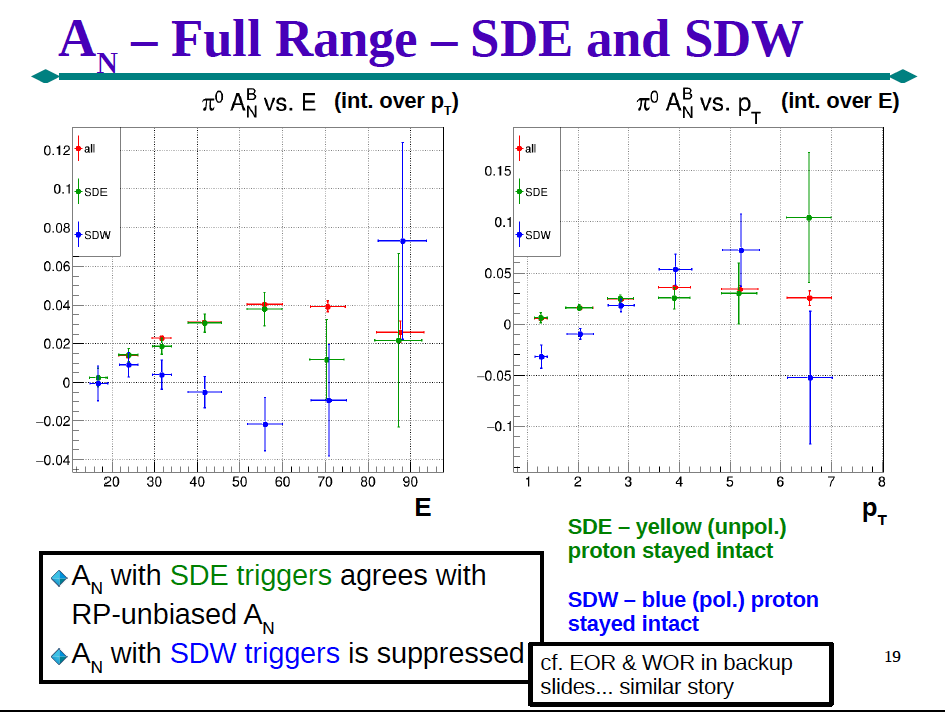 A_N – Full Range – SDE and SDW
π⁰ A_N^B vs. E (int. over p_T)
0.12
0.1
0.08
0.06
0.04
0.02
0
−0.02
−0.04
all
SDE
SDW
20 30 40 50 60 70 80 90
E
π⁰ A_N^B vs. p_T (int. over E)
0.15
0.1
0.05
0
−0.05
−0.1
all
SDE
SDW
1 2 3 4 5 6 7 8
p_T
SDE – yellow (unpol.)
proton stayed intact
SDW – blue (pol.) proton
stayed intact
A_N with SDE triggers agrees with
RP-unbiased A_N
A_N with SDW triggers is suppressed
cf. EOR & WOR in backup
slides... similar story
19